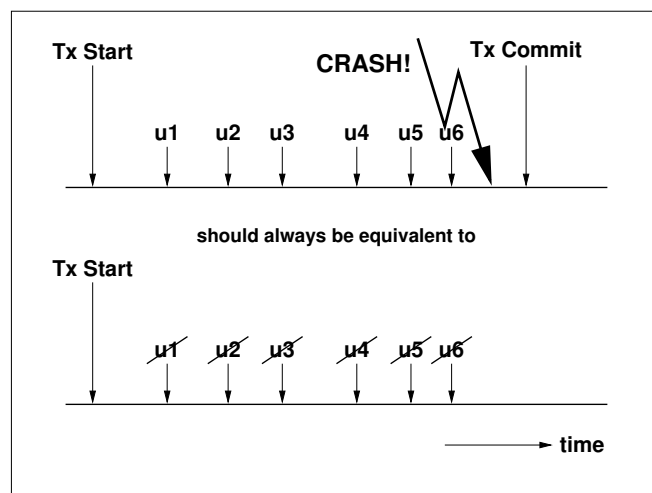 Tx Start
CRASH!
Tx Commit
u1 u2 u3 u4 u5 u6
should always be equivalent to
Tx Start
u1 u2 u3 u4 u5 u6
time